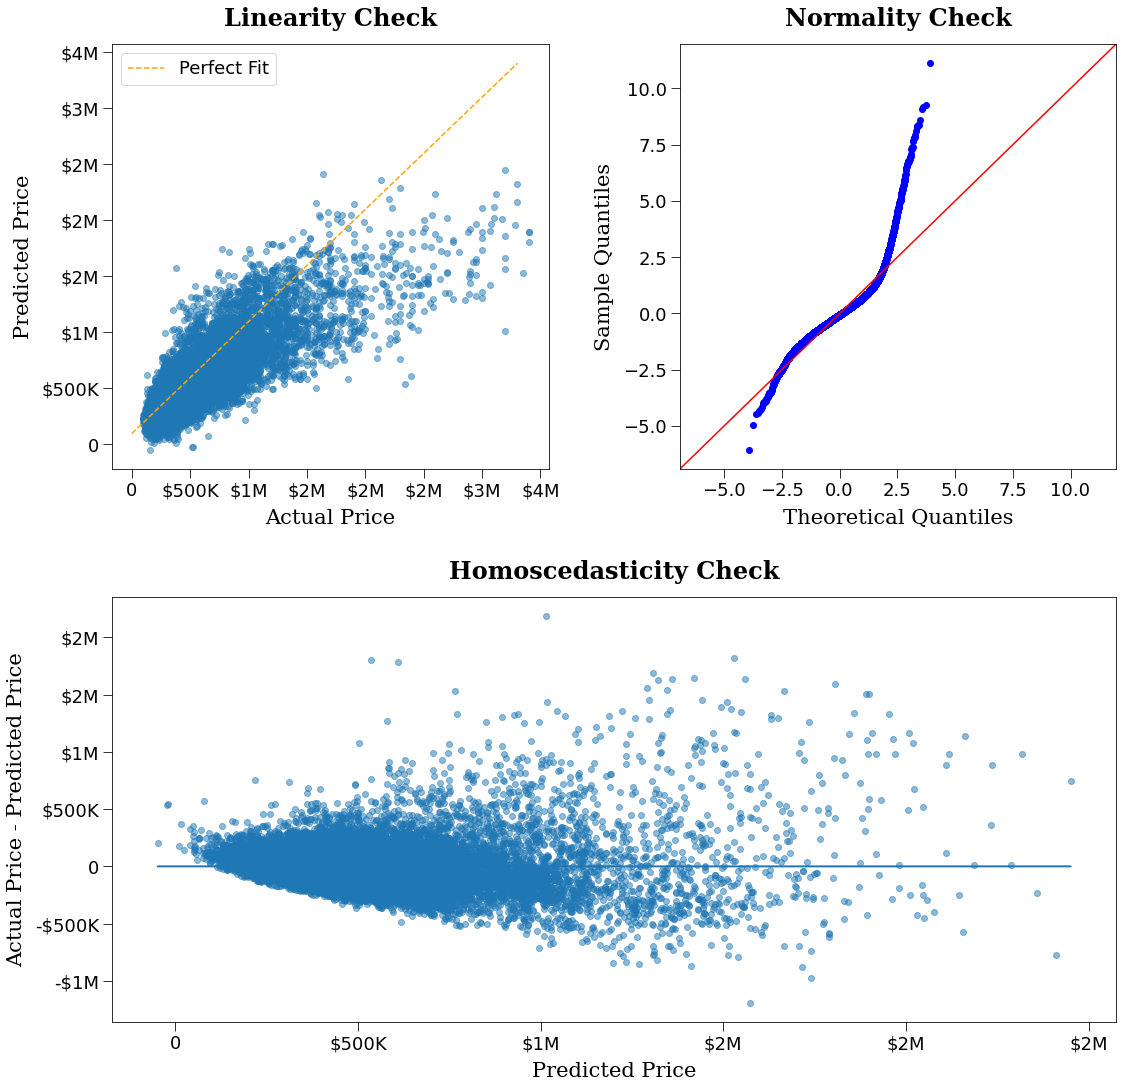 Linearity Check
Perfect Fit
Predicted Price
$4M
$3M
$2M
$2M
$2M
$1M
$500K
0
0 $500K $1M $2M $2M $2M $3M $4M
Actual Price
Normality Check
Sample Quantiles
10.0
7.5
5.0
2.5
0.0
−2.5
−5.0
−5.0 −2.5 0.0 2.5 5.0 7.5 10.0
Theoretical Quantiles
Homoscedasticity Check
Actual Price - Predicted Price
$2M
$2M
$1M
$500K
0
-$500K
-$1M
0 $500K $1M $2M $2M $2M
Predicted Price